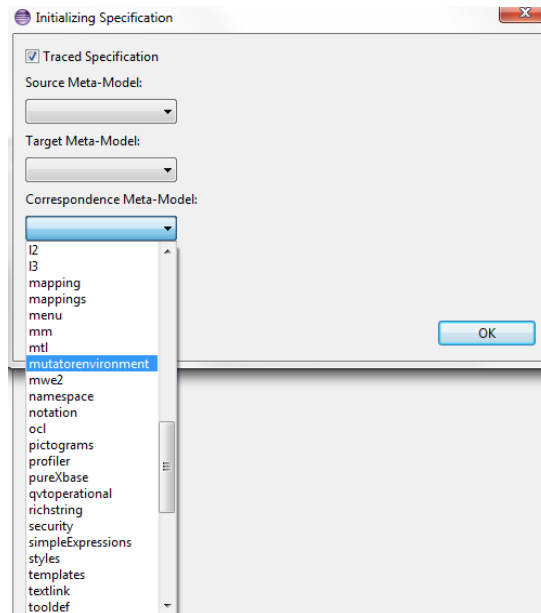 Initializing Specification
Traced Specification
Source Meta-Model:
Target Meta-Model:
Correspondence Meta-Model:
l2
l3
mapping
mappings
menu
mm
mtl
OK
mutatorenvironment
mwe2
namespace
notation
ocl
pictograms
profiler
pureXbase
qvtoperational
richstring
security
simpleExpressions
styles
templates
textlink
tooldef